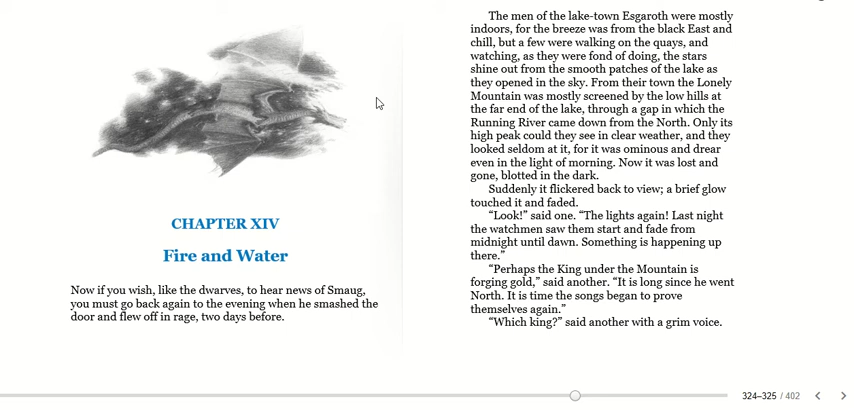 CHAPTER XIV
Fire and Water
Now if you wish, like the dwarves, to hear news of Smaug,
you must go back again to the evening when he smashed the
door and flew off in rage, two days before.
The men of the lake-town Esgaroth were mostly
indoors, for the breeze was from the black East and
chill, but a few were walking on the quays, and
watching, as they were fond of doing, the stars
shine out from the smooth patches of the lake as
they opened in the sky. From their town the Lonely
Mountain was mostly screened by the low hills at
the far end of the lake, through a gap in which the
Running River came down from the North. Only its
high peak could they see in clear weather, and they
looked seldom at it, for it was ominous and drear
even in the light of morning. Now it was lost and
gone, blotted in the dark.
Suddenly it flickered back to view; a brief glow
touched it and faded.
“Look!” said one. “The lights again! Last night
the watchmen saw them start and fade from
midnight until dawn. Something is happening up
there.”
“Perhaps the King under the Mountain is
forging gold,” said another. “It is long since he went
North. It is time the songs began to prove
themselves again.”
“Which king?” said another with a grim voice.
324–325 / 402